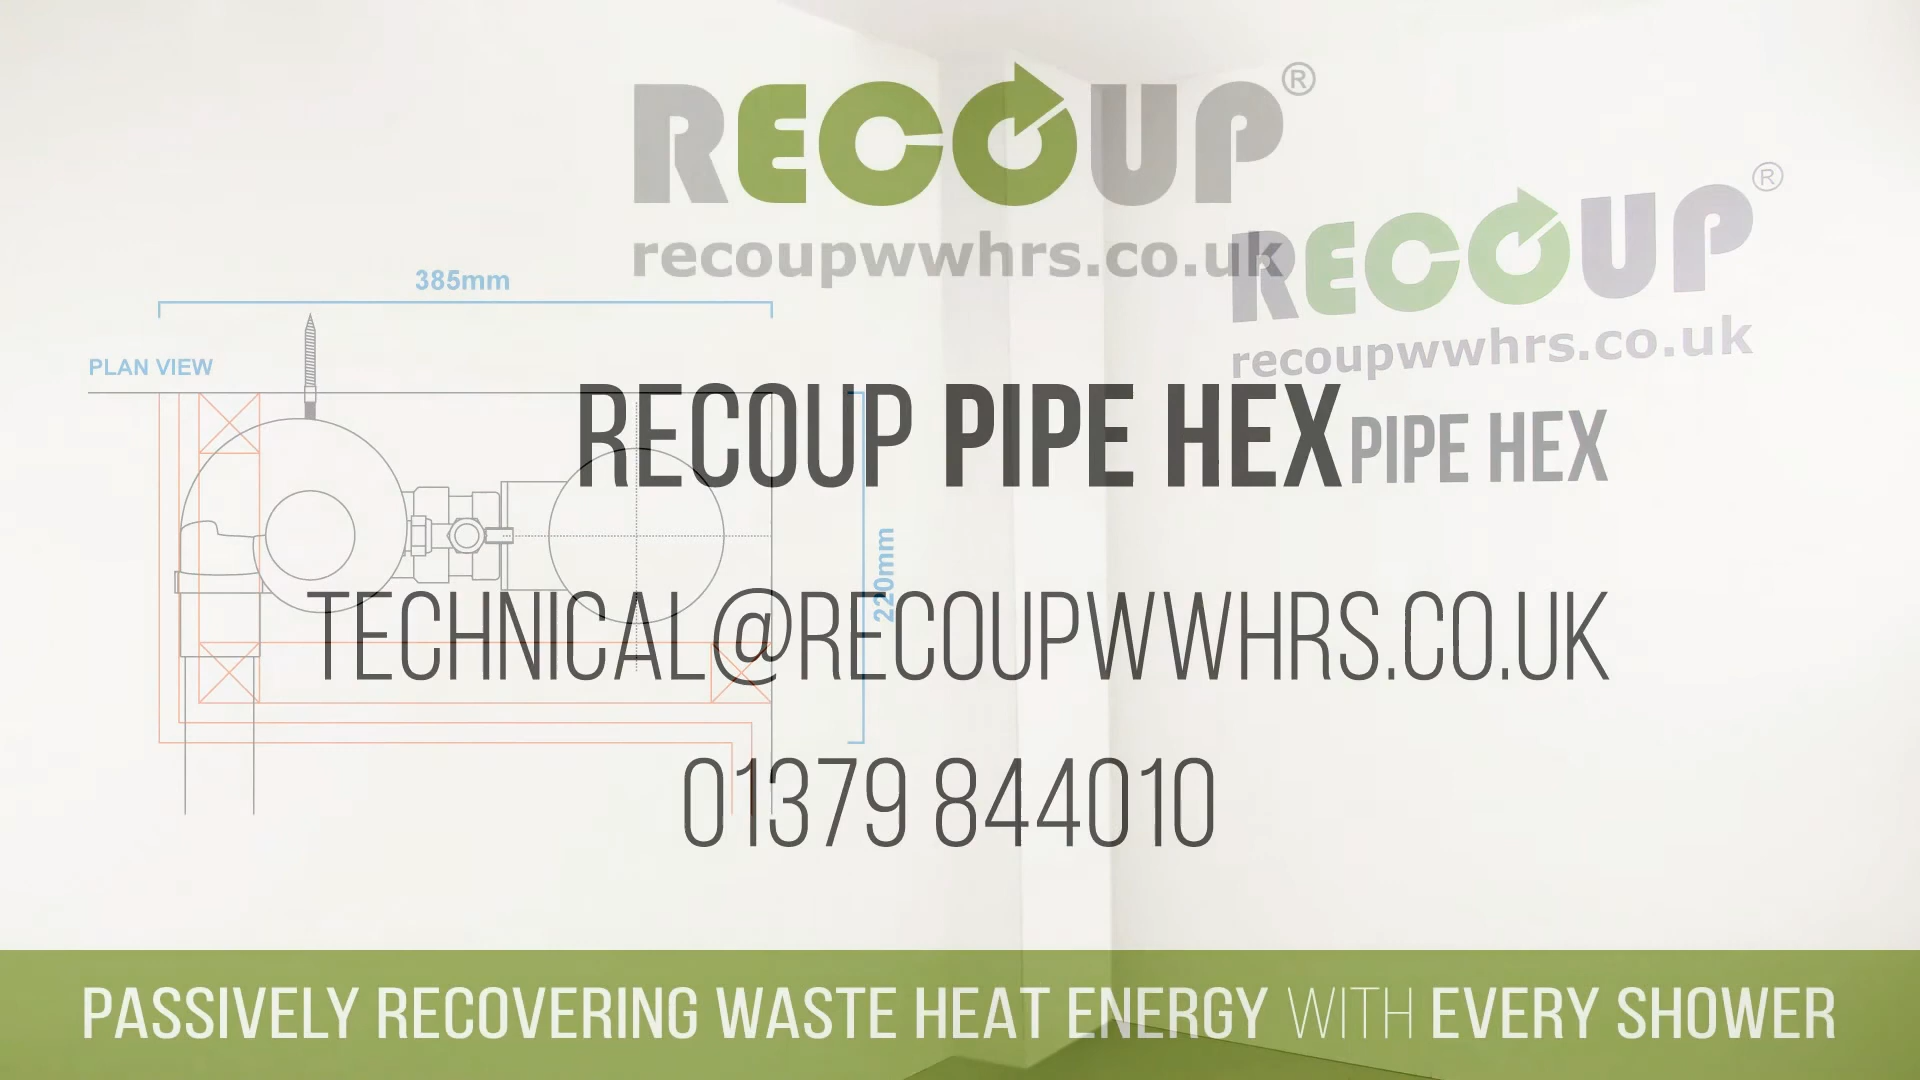 RECOUP®
recoupwwhrs.co.uk
RECOUP®
recoupwwhrs.co.uk
385mm
PLAN VIEW
RECOUP PIPE HEX
PIPE HEX
220mm
TECHNICAL@RECOUPWWHRS.CO.UK
01379 844010
PASSIVELY RECOVERING WASTE HEAT ENERGY WITH EVERY SHOWER